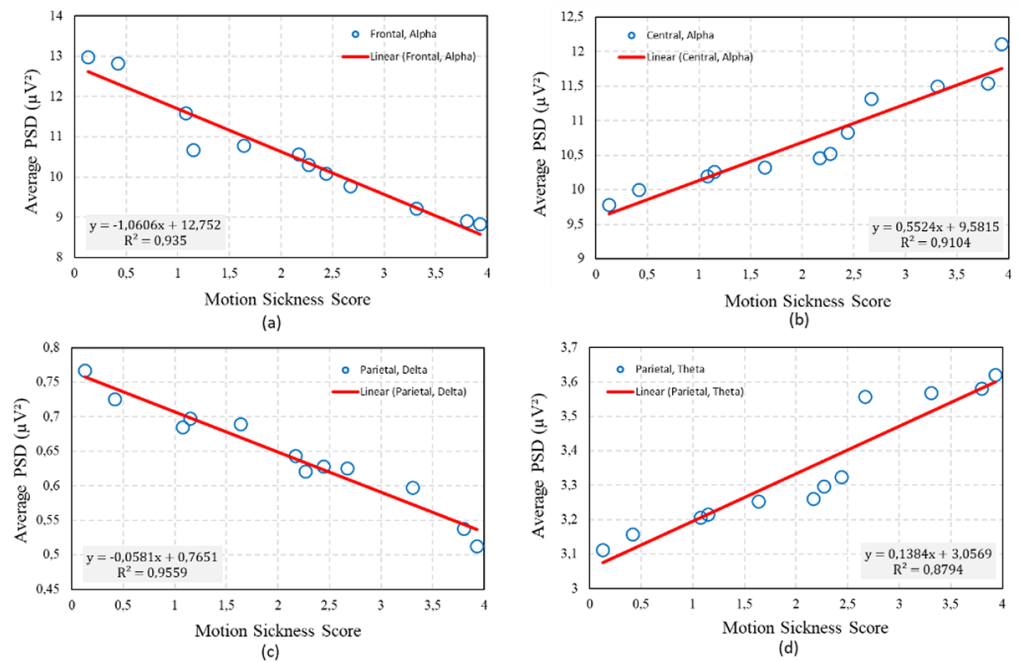 14
13
12
11
10
9
8
Average PSD (µV²)
Frontal, Alpha
Linear (Frontal, Alpha)
y = -1,0606x + 12,752
R² = 0,935
0 0,5 1 1,5 2 2,5 3 3,5 4
Motion Sickness Score
(a)
12,5
12
11,5
11
10,5
10
9,5
9
Average PSD (µV²)
Central, Alpha
Linear (Central, Alpha)
y = 0,5524x + 9,5815
R² = 0,9104
0 0,5 1 1,5 2 2,5 3 3,5 4
Motion Sickness Score
(b)
0,8
0,75
0,7
0,65
0,6
0,55
0,5
0,45
Average PSD (µV²)
Parietal, Delta
Linear (Parietal, Delta)
y = -0,0581x + 0,7651
R² = 0,9559
0 0,5 1 1,5 2 2,5 3 3,5 4
Motion Sickness Score
(c)
3,7
3,6
3,5
3,4
3,3
3,2
3,1
3
Average PSD (µV²)
Parietal, Theta
Linear (Parietal, Theta)
y = 0,1384x + 3,0569
R² = 0,8794
0 0,5 1 1,5 2 2,5 3 3,5 4
Motion Sickness Score
(d)